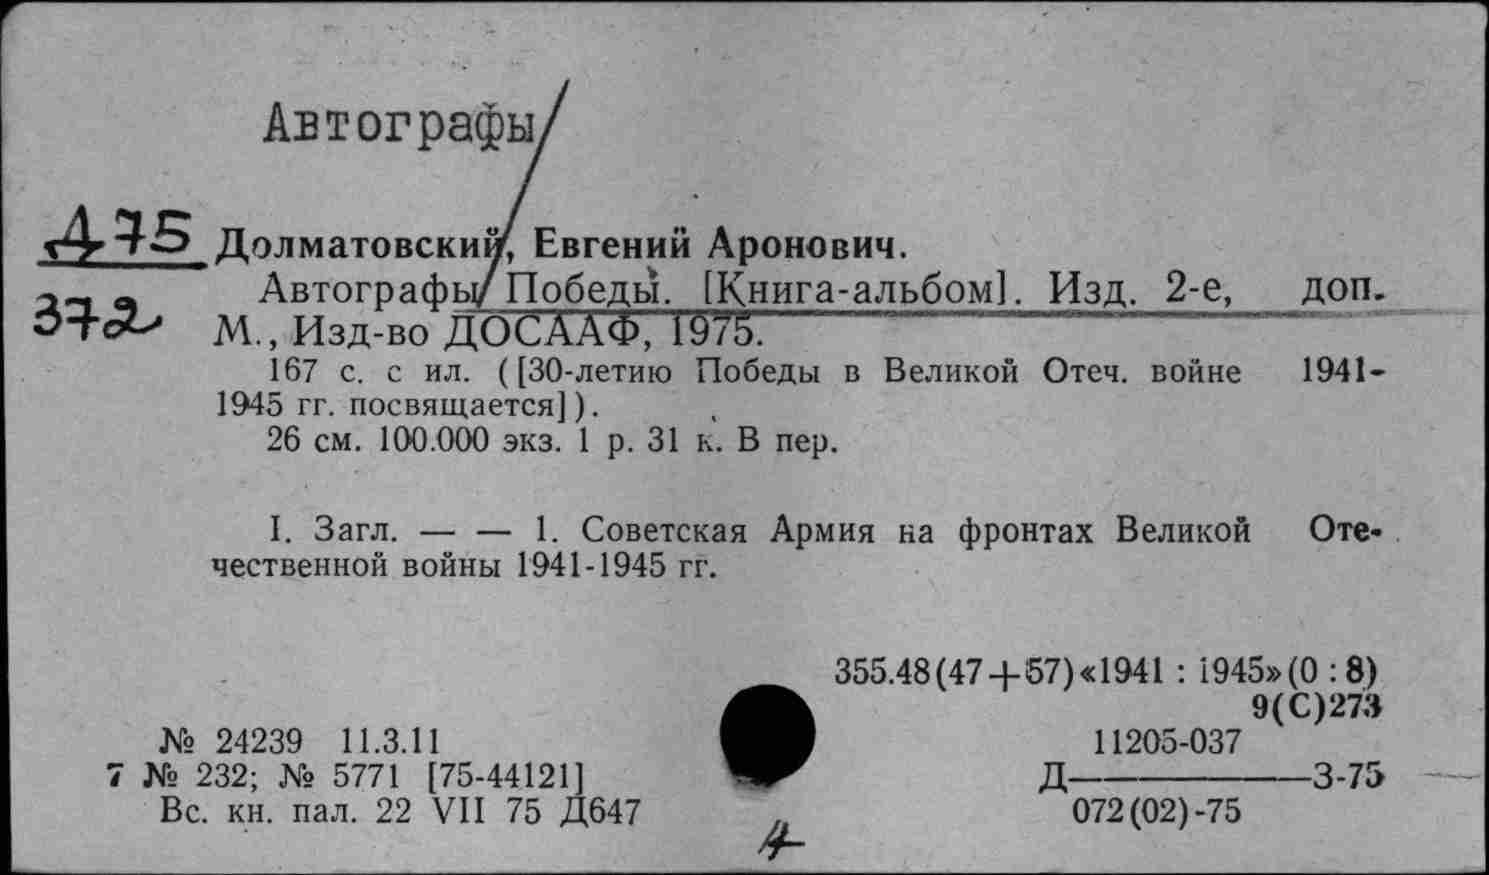 Автографы/
Д75
372
Долматовский, Евгений Аронович.
Автографы/ Победы. [Книга-альбом]. Изд. 2-е, доп.
М., Изд-во ДОСААФ, 1975.
167 с. с ил. ([30-летию Победы в Великой Отеч. войне 1941-
1945 гг. посвящается]).
26 см. 100.000 экз. 1 р. 31 к. В пер.
I. Загл. — — 1. Советская Армия на фронтах Великой Оте-
чественной войны 1941-1945 гг.
355.48(47+57)«1941 : 1945»(0 : 8)
9(С)273
№ 24239 11.3.11
7 № 232; № 5771 [75-44121]
Вс. кн. пал. 22 VII 75 Д647
11205-037
Д————З-75
072(02)-75
4